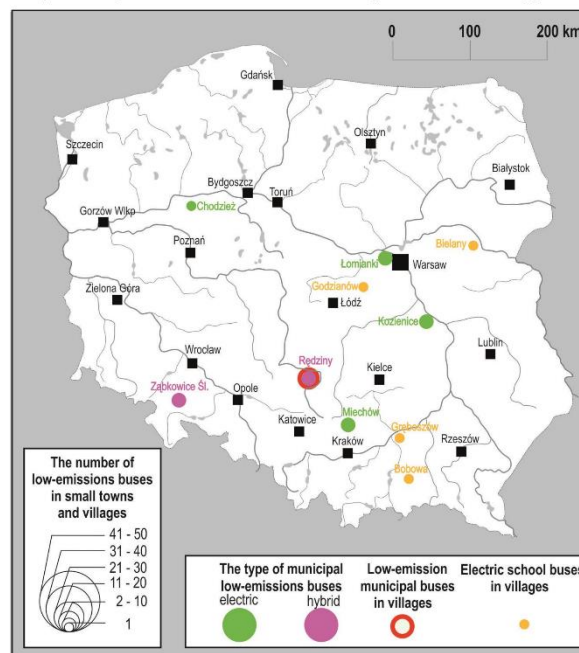 0 100 200 km
Gdańsk
Olsztyn
Szczecin
Białystok
Bydgoszcz
Toruń
Chodzież
Gorzów Wlkp
Bielany
Poznań
Łomianki
Warsaw
Godzianów
Zielona Góra
Łódź
Kozienice
Lublin
Wrocław
Rędziny
Kielce
Ząbkowice Śl.
Opole
Miechów
Katowice
Gręboszów
Kraków
Rzeszów
Bobowa
The number of
low-emissions buses
in small towns
and villages
41 - 50
31 - 40
21 - 30
11 - 20
2 - 10
1
The type of municipal
low-emissions buses
electric hybrid
Low-emission
municipal buses
in villages
Electric school buses
in villages